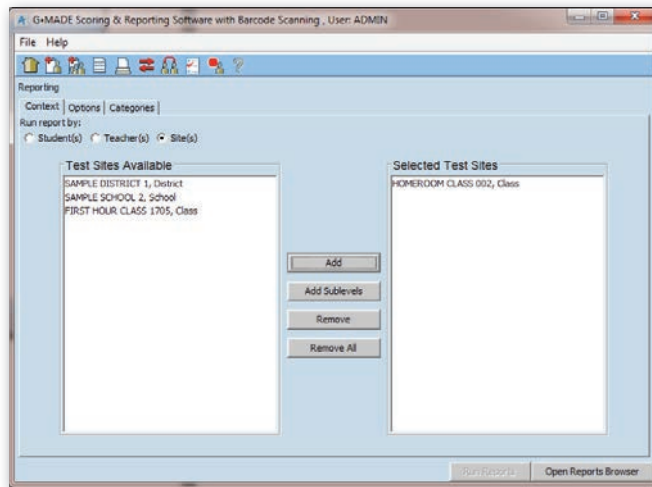 G•MADE Scoring & Reporting Software with Barcode Scanning , User: ADMIN
File Help
Reporting
Context Options Categories
Run report by:
Student(s) Teacher(s) Site(s)
Test Sites Available
SAMPLE DISTRICT 1, District
SAMPLE SCHOOL 2, School
FIRST HOUR CLASS 1705, Class
Add
Add Sublevels
Remove
Remove All
Selected Test Sites
HOMEROOM CLASS 002, Class
Run Reports Open Reports Browser